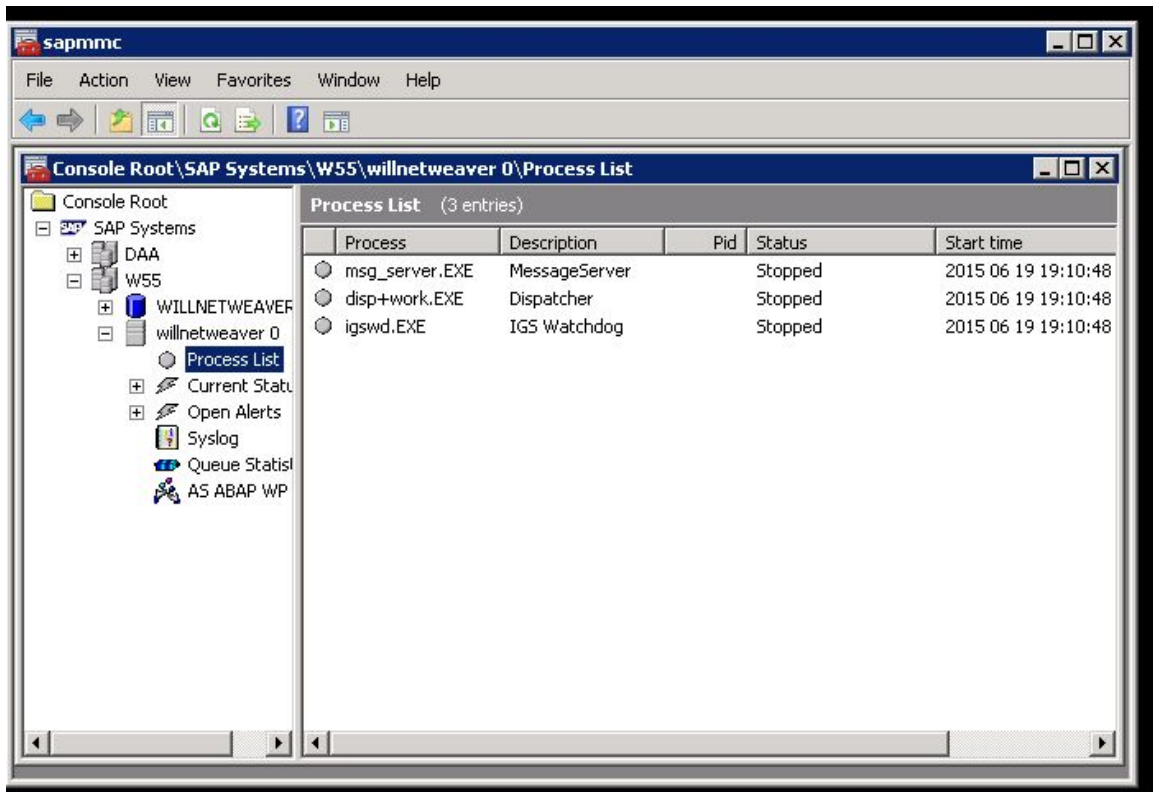 sapmmc
File Action View Favorites Window Help
Console Root\SAP Systems\W55\willnetweaver 0\Process List
Console Root
SAP Systems
DAA
W55
WILLNETWEAVER
willnetweaver 0
Process List
Current Statu
Open Alerts
Syslog
Queue Statist
AS ABAP WP
Process List (3 entries)
Process Description Pid Status Start time
msg_server.EXE MessageServer Stopped 2015 06 19 19:10:48
disp+work.EXE Dispatcher Stopped 2015 06 19 19:10:48
igswd.EXE IGS Watchdog Stopped 2015 06 19 19:10:48